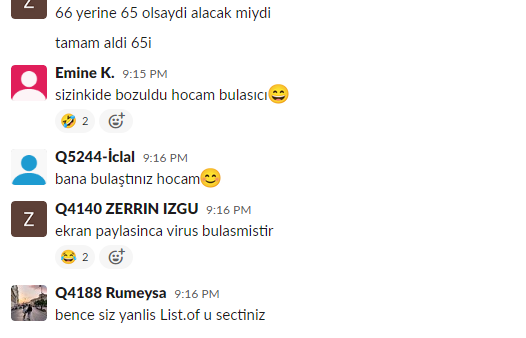 Z
66 yerine 65 olsaydi alacak miydi
tamam aldi 65i
Emine K. 9:15 PM
sizinkide bozuldu hocam bulasıcı😄
🤣 2
Q5244-İclal 9:16 PM
bana bulaştınız hocam😊
Z
Q4140 ZERRIN IZGU 9:16 PM
ekran paylasinca virus bulasmistir
😂 2
Q4188 Rumeysa 9:16 PM
bence siz yanlis List.of u sectiniz